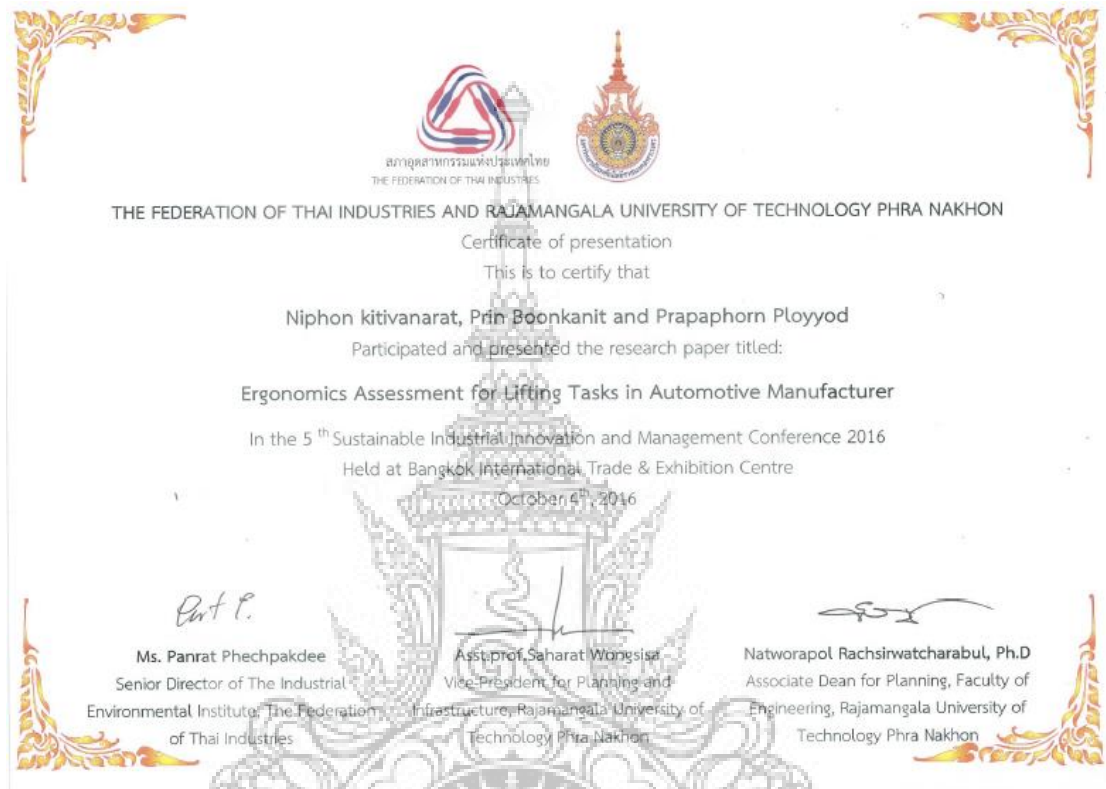 สภาอุตสาหกรรมแห่งประเทศไทย
THE FEDERATION OF THAI INDUSTRIES
THE FEDERATION OF THAI INDUSTRIES AND RAJAMANGALA UNIVERSITY OF TECHNOLOGY PHRA NAKHON
Certificate of presentation
This is to certify that
Niphon kitivanarat, Prin Boonkanit and Prapaphorn Ployyod
Participated and presented the research paper titled:
Ergonomics Assessment for Lifting Tasks in Automotive Manufacturer
In the 5 th Sustainable Industrial Innovation and Management Conference 2016
Held at Bangkok International Trade & Exhibition Centre
October 4th, 2016
Ms. Panrat Phechpakdee
Senior Director of The Industrial
Environmental Institute, The Federation
of Thai Industries
Asst.prof.Saharat Wongsisa
Vice-President for Planning and
Infrastructure, Rajamangala University of
Technology Phra Nakhon
Natworapol Rachsirwatcharabul, Ph.D
Associate Dean for Planning, Faculty of
Engineering, Rajamangala University of
Technology Phra Nakhon